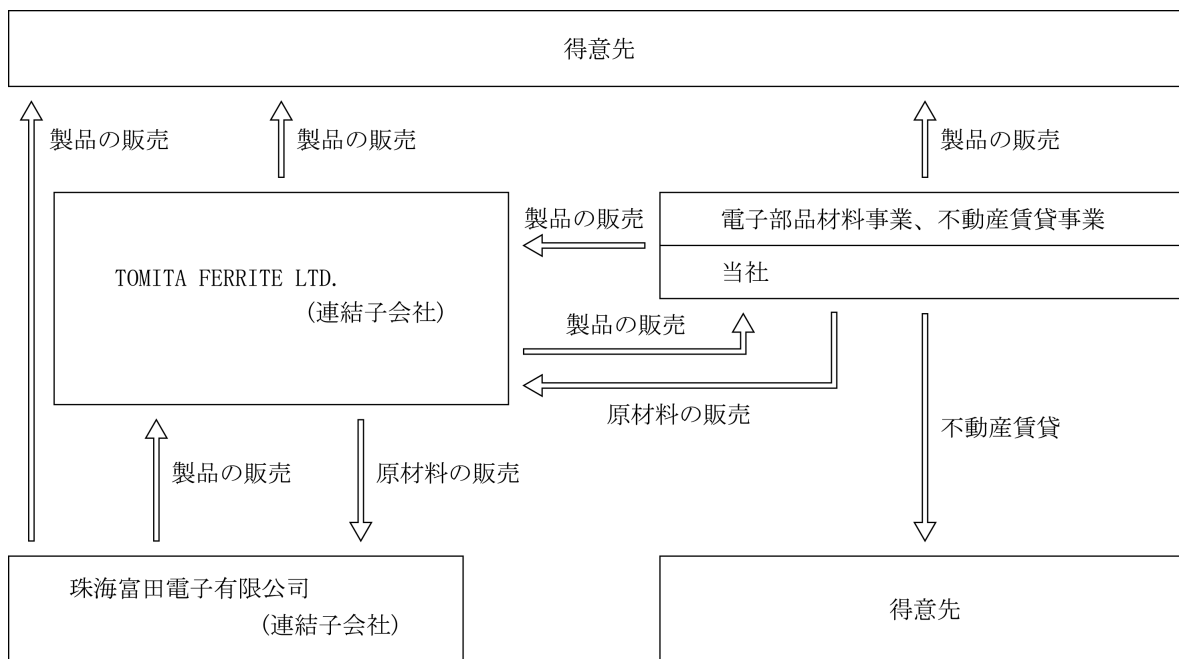 得意先
製品の販売
製品の販売
製品の販売
製品の販売
電子部品材料事業、不動産賃貸事業
当社
TOMITA FERRITE LTD.
(連結子会社)
製品の販売
原材料の販売
不動産賃貸
製品の販売
原材料の販売
珠海富田電子有限公司
(連結子会社)
得意先